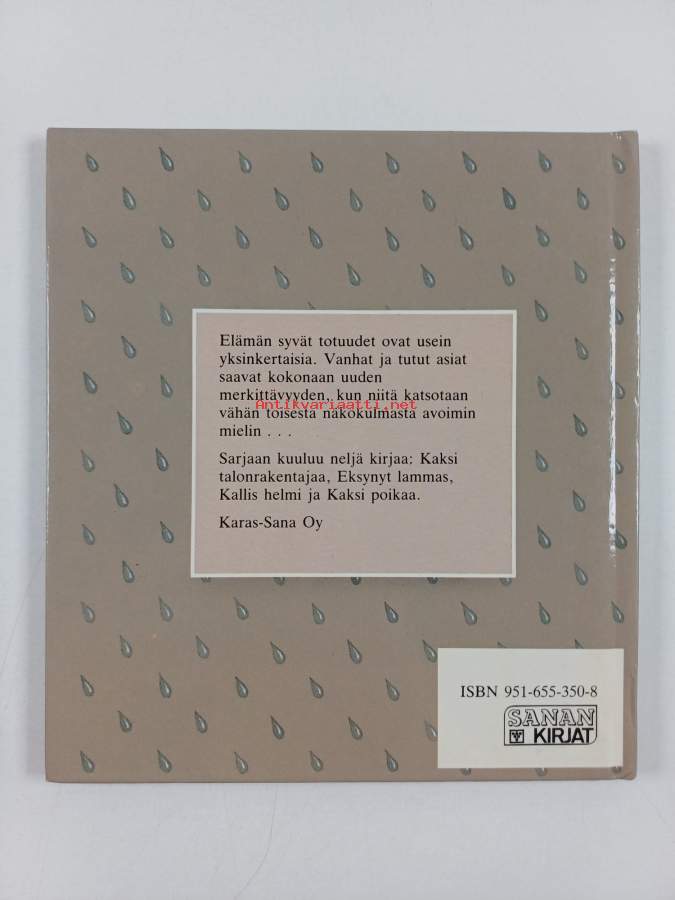 Elämän syvät totuudet ovat usein
yksinkertaisia. Vanhat ja tutut asiat
saavat kokonaan uuden
merkittävyyden, kun niitä katsotaan
Antikvariaatti.net
vähän toisesta näkökulmasta avoimin
mielin . . .
Sarjaan kuuluu neljä kirjaa: Kaksi
talonrakentajaa, Eksynyt lammas,
Kallis helmi ja Kaksi poikaa.
Karas-Sana Oy
ISBN 951-655-350-8
SANAN
KIRJAT